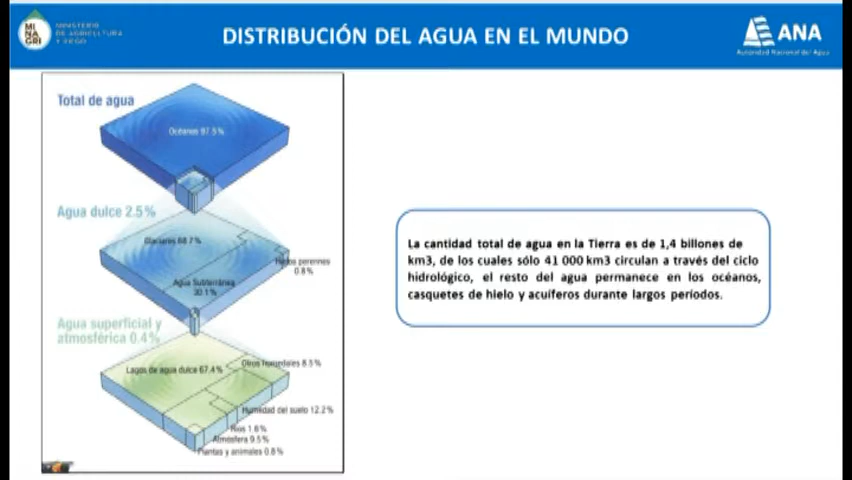 MINAGRI
MINISTERIO
DE AGRICULTURA
Y RIEGO
DISTRIBUCIÓN DEL AGUA EN EL MUNDO
ANA
Autoridad Nacional del Agua
Total de agua
Océanos 97.5%
Agua dulce 2.5%
Glaciares 68.7%
Hielos perennes
0.8%
Agua Subterránea
30.1%
Agua superficial y
atmosférica 0.4%
Lagos de agua dulce 67.4%
Otros humedales 8.5%
Humedad del suelo 12.2%
Ríos 1.6%
Atmósfera 9.5%
Plantas y animales 0.8%
La cantidad total de agua en la Tierra es de 1,4 billones de
km3, de los cuales sólo 41 000 km3 circulan a través del ciclo
hidrológico, el resto del agua permanece en los océanos,
casquetes de hielo y acuíferos durante largos períodos.